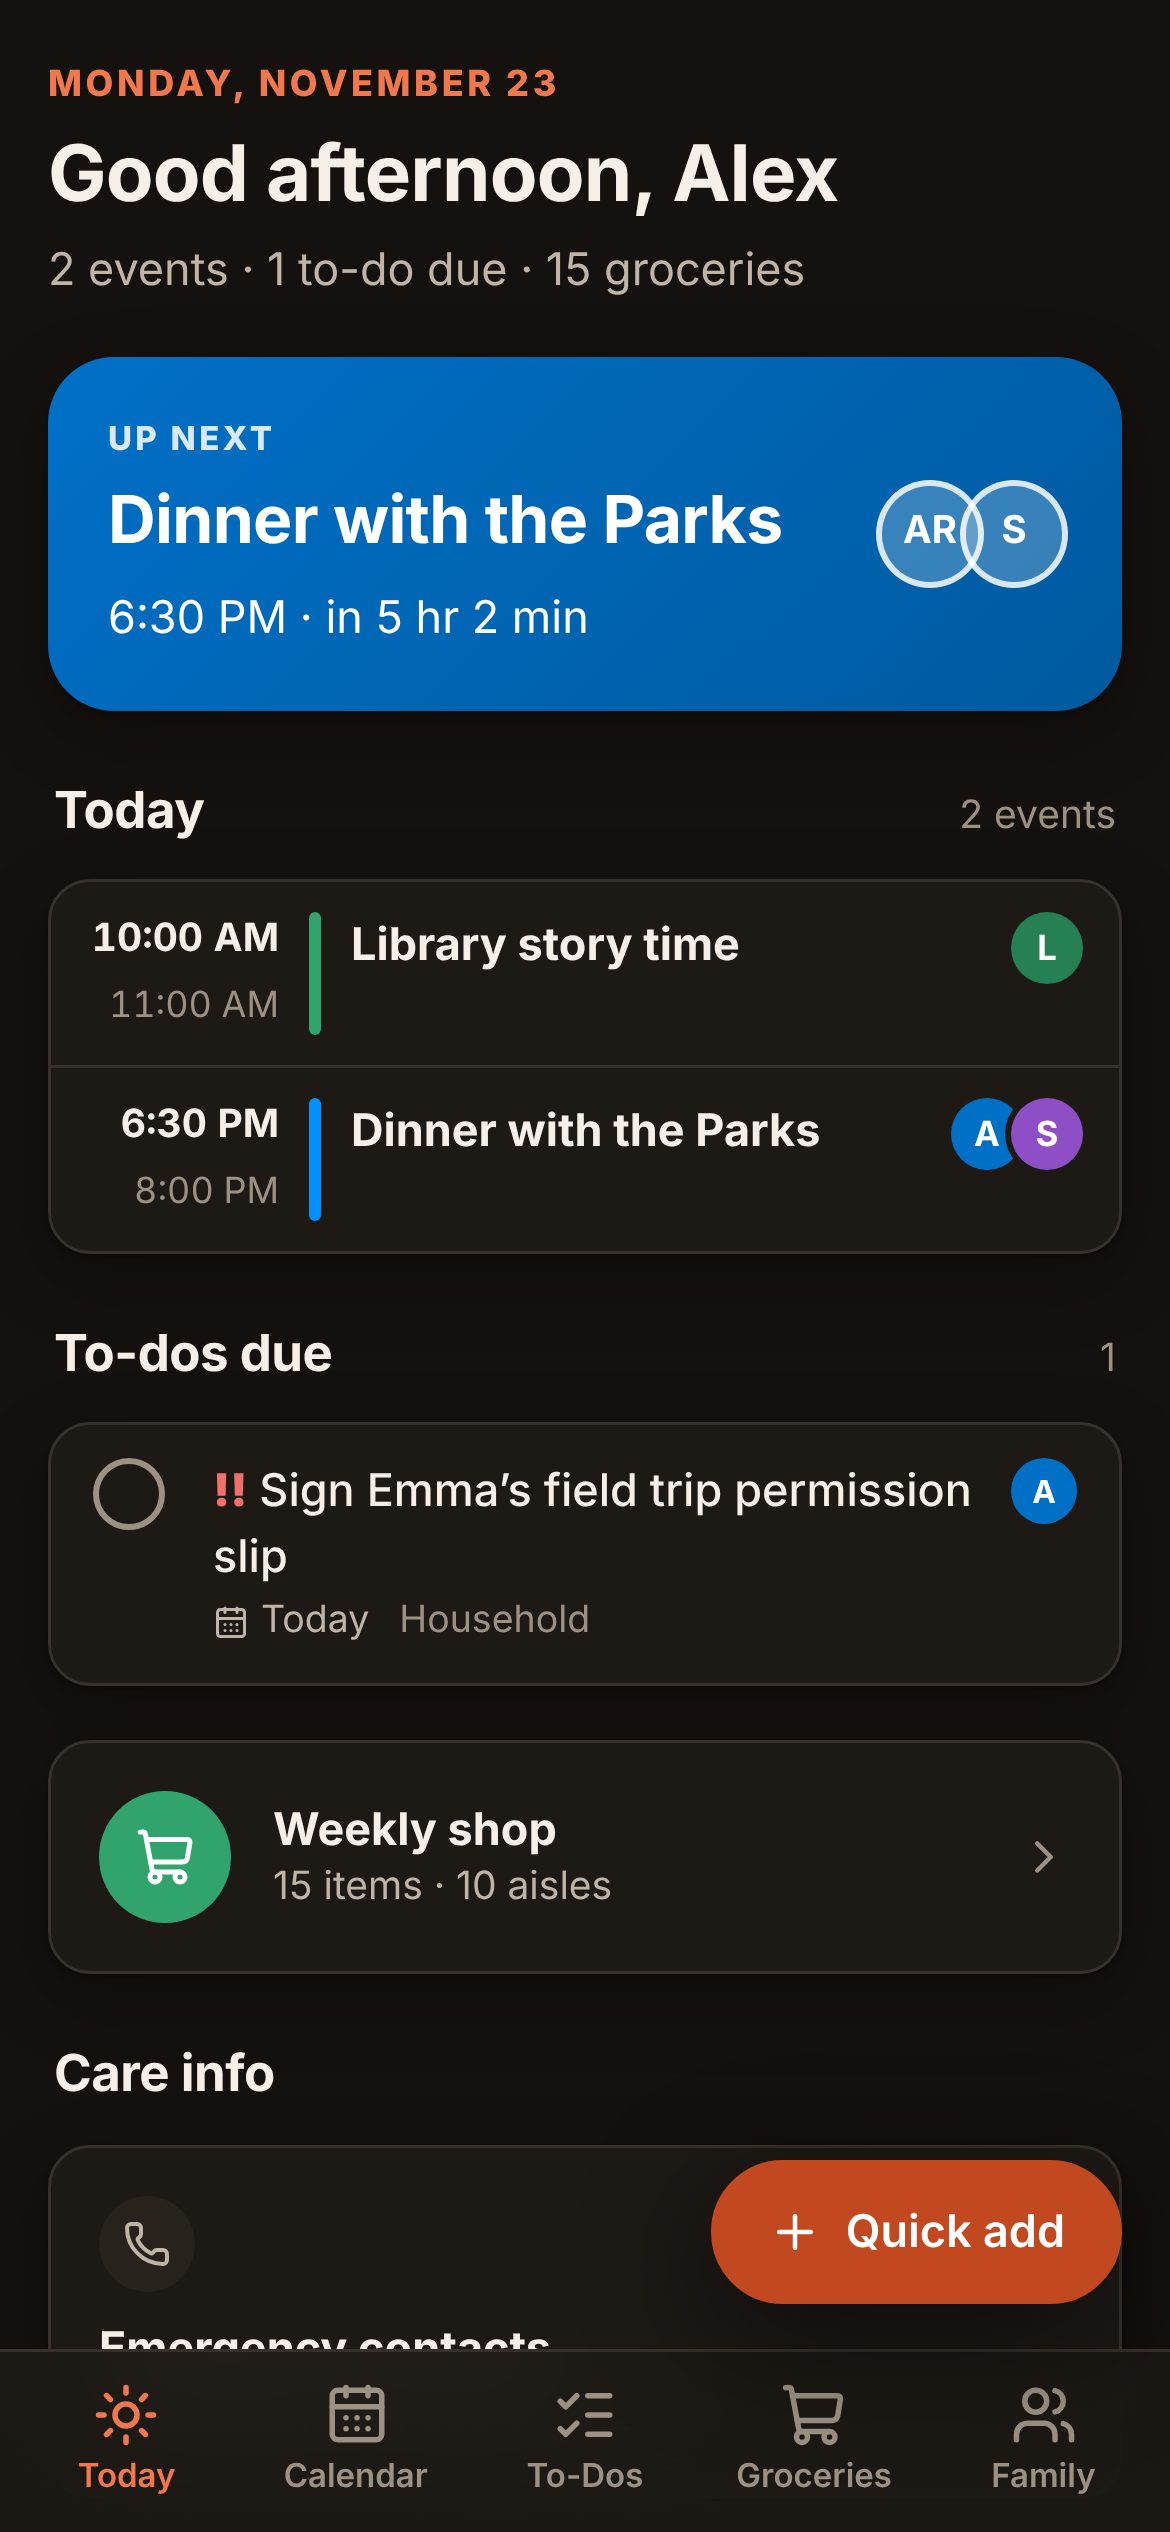 MONDAY, NOVEMBER 23
Good afternoon, Alex
2 events · 1 to-do due · 15 groceries
UP NEXT
Dinner with the Parks
AR S
6:30 PM · in 5 hr 2 min
Today 2 events
10:00 AM Library story time L
11:00 AM
6:30 PM Dinner with the Parks A S
8:00 PM
To-dos due 1
!! Sign Emma’s field trip permission A
slip
Today Household
Weekly shop
15 items · 10 aisles
Care info
Quick add
Emergency contacts
Today Calendar To-Dos Groceries Family